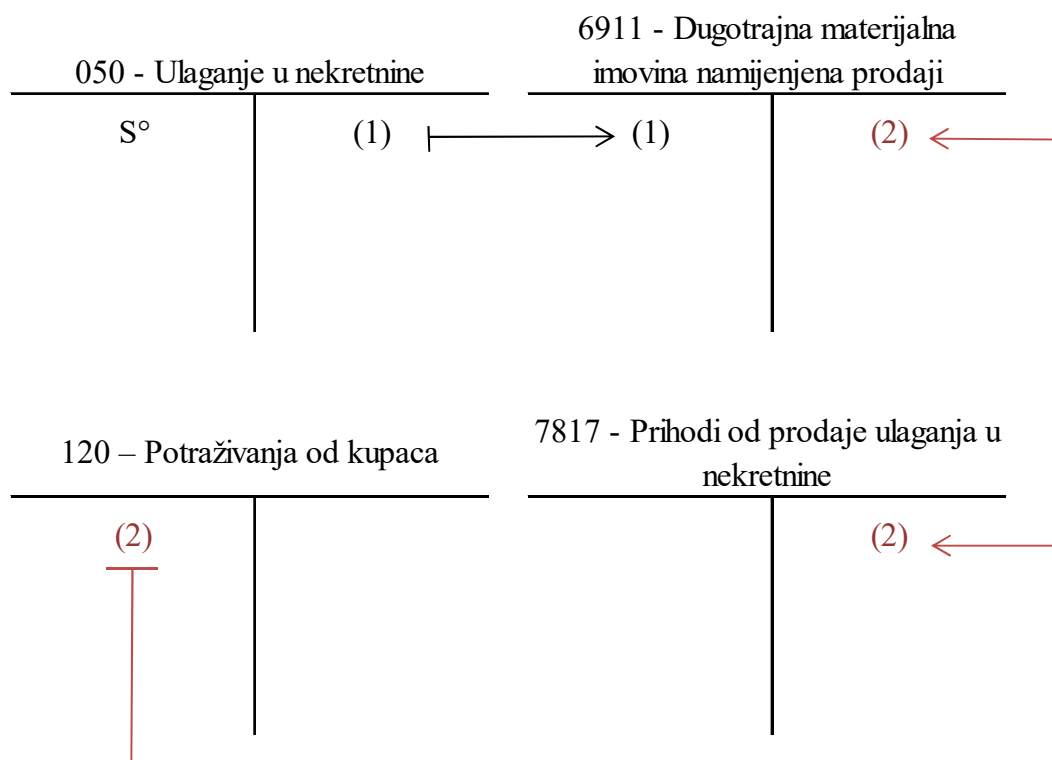 050 - Ulaganje u nekretnine
6911 - Dugotrajna materijalna
imovina namijenjena prodaji
S°
(1)
(1)
(2)
120 – Potraživanja od kupaca
7817 - Prihodi od prodaje ulaganja u
nekretnine
(2)
(2)